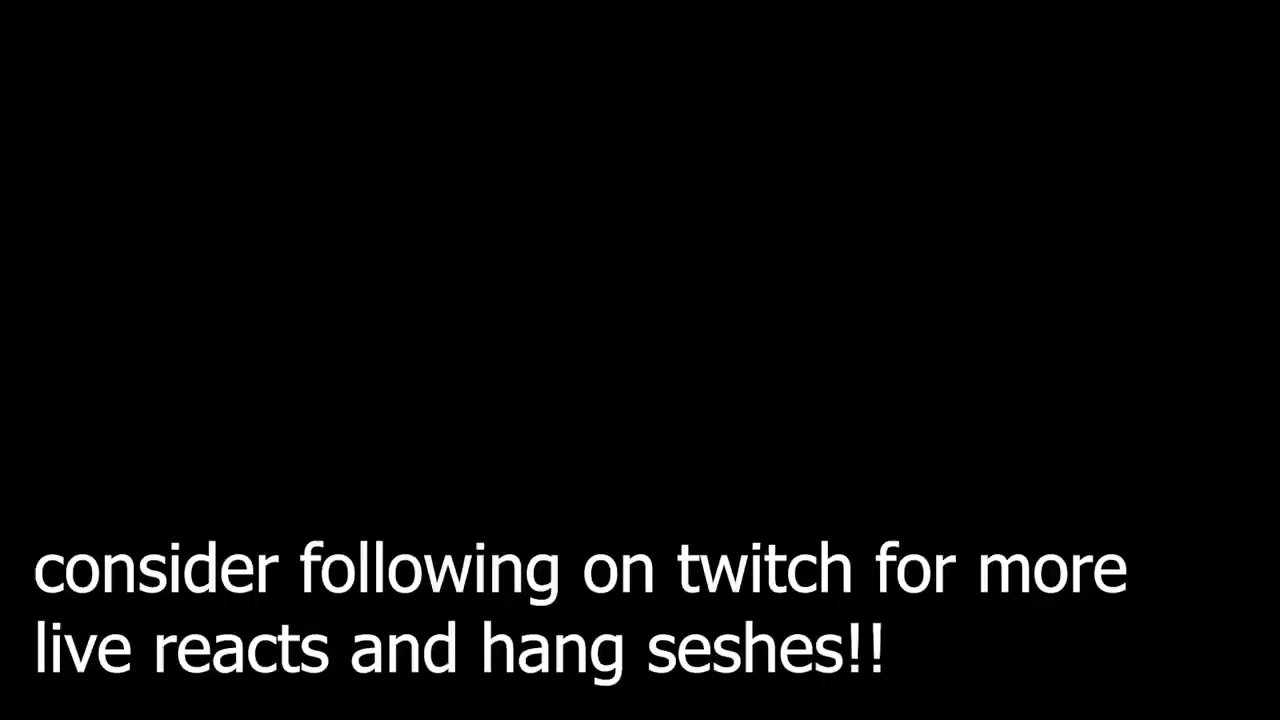 consider following on twitch for more
live reacts and hang seshes!!